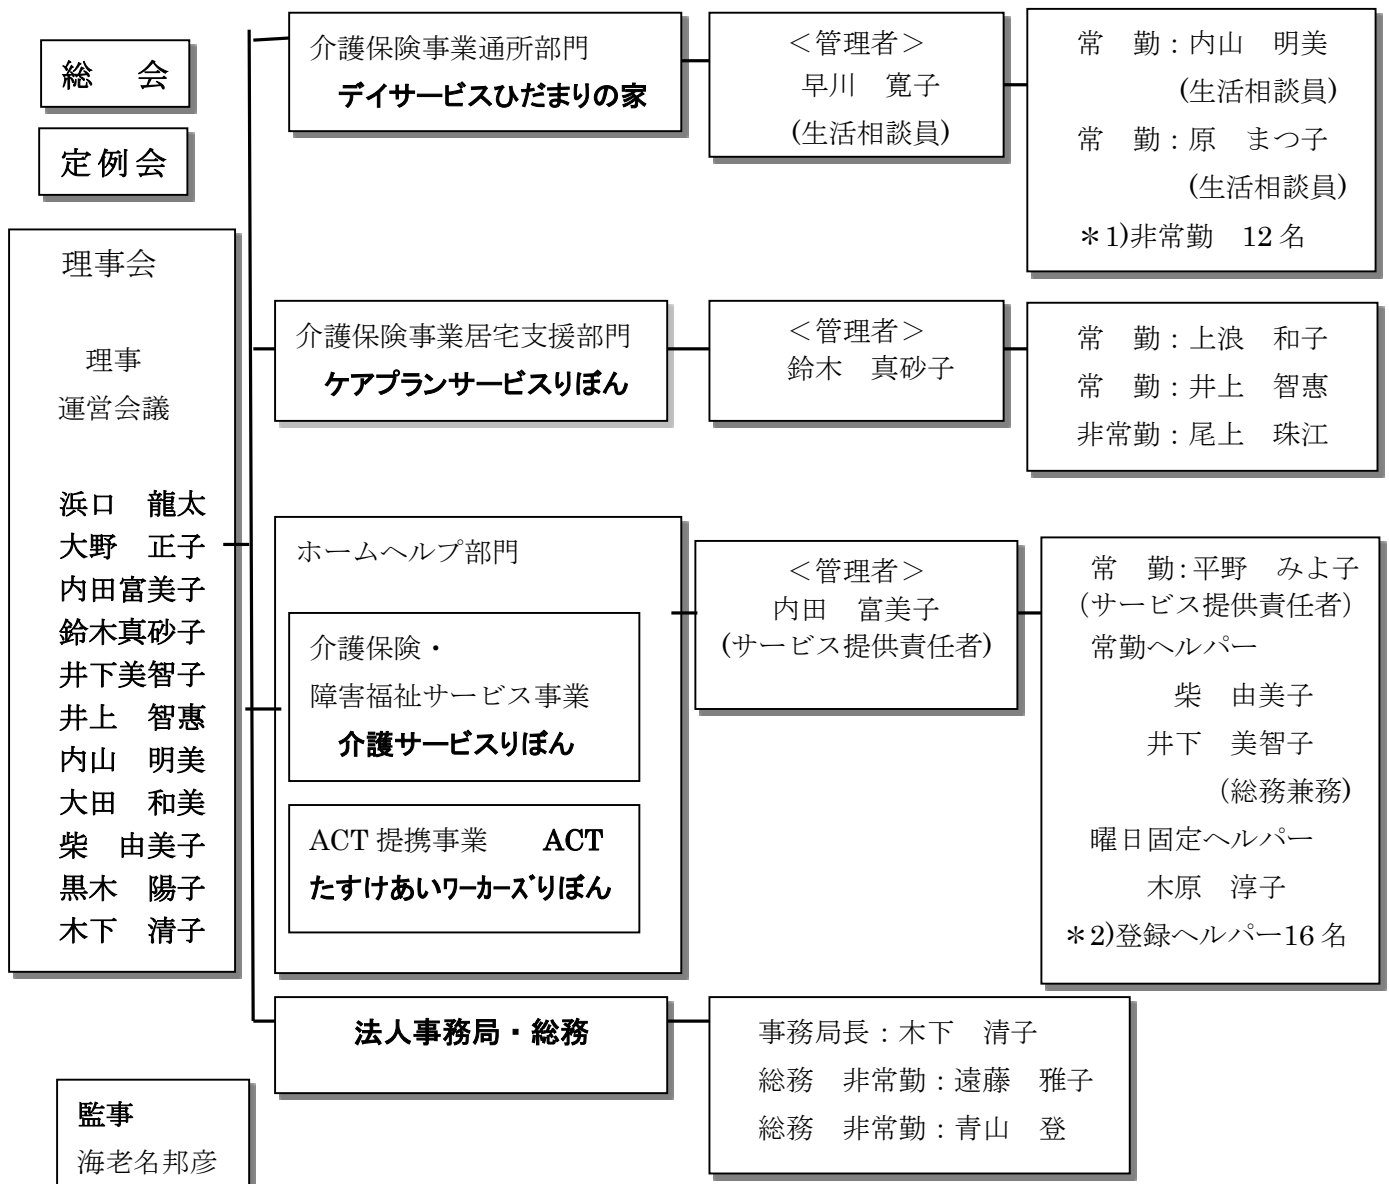 総　会
定例会
理事会
理事
運営会議
浜口　龍太
大野　正子
内田富美子
鈴木真砂子
井下美智子
井上　智惠
内山　明美
大田　和美
柴　由美子
黒木　陽子
木下　清子
監事
海老名邦彦
介護保険事業通所部門
デイサービスひだまりの家
＜管理者＞
早川　寛子
(生活相談員)
常　勤：内山　明美
(生活相談員)
常　勤：原　まつ子
(生活相談員)
＊1)非常勤　12 名
介護保険事業居宅支援部門
ケアプランサービスりぼん
＜管理者＞
鈴木　真砂子
常　勤：上浪　和子
常　勤：井上　智惠
非常勤：尾上　珠江
ホームヘルプ部門
介護保険・
障害福祉サービス事業
介護サービスりぼん
ACT 提携事業　ACT
たすけあいﾜｰｶｰｽﾞりぼん
＜管理者＞
内田　富美子
(サービス提供責任者)
常　勤：平野　みよ子
（サービス提供責任者）
常勤ヘルパー
柴　由美子
井下　美智子
（総務兼務)
曜日固定ヘルパー
木原　淳子
＊2)登録ヘルパー16 名
法人事務局・総務
事務局長：木下　清子
総務　非常勤：遠藤　雅子
総務　非常勤：青山　登